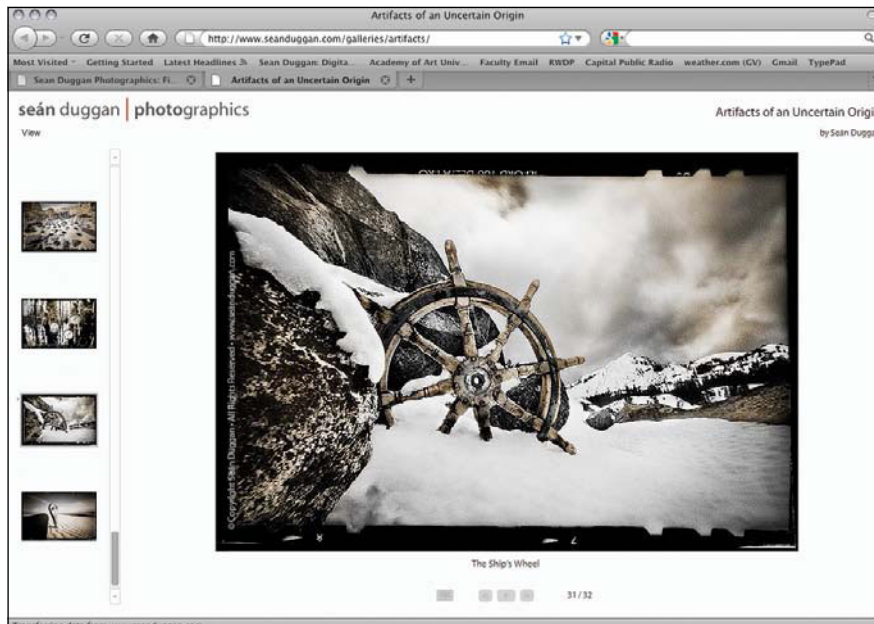 Artifacts of an Uncertain Origin
http://www.seanduggan.com/galleries/artifacts/
Most Visited Getting Started Latest Headlines Sean Duggan: Digita... Academy of Art Univ... Faculty Email RWDP Capital Public Radio weather.com (GV) Gmail TypePad
Sean Duggan Photographics: Fi... Artifacts of an Uncertain Origin +
seán duggan | photographics
Artifacts of an Uncertain Origi
View
by Seán Dugga
© Copyright Seán Duggan • All Rights Reserved • www.seanduggan.com
The Ship's Wheel
31/32